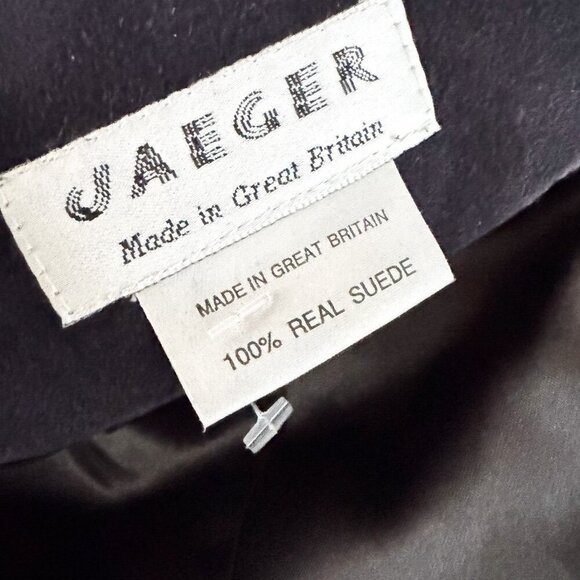 JAEGER
Made in Great Britain
MADE IN GREAT BRITAIN
100% REAL SUEDE